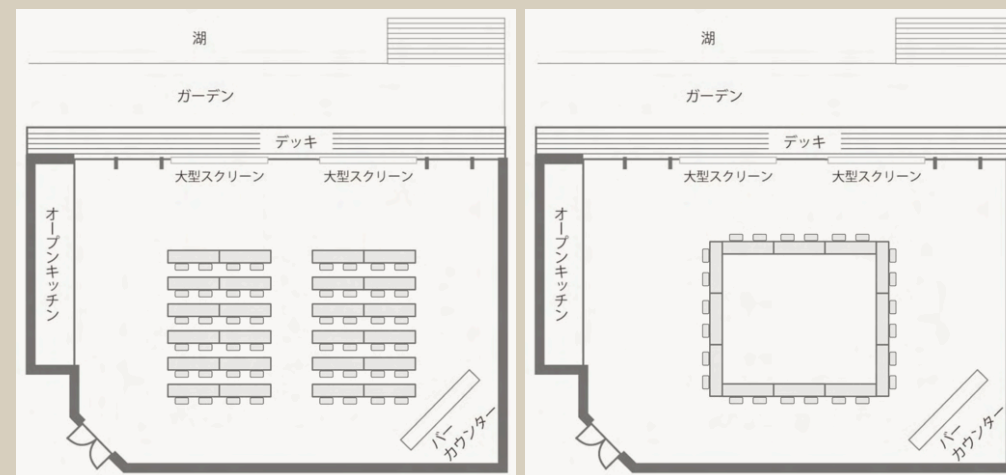 湖
ガーデン
デッキ
大型スクリーン 大型スクリーン
オープンキッチン
バー
カウンター
湖
ガーデン
デッキ
大型スクリーン 大型スクリーン
オープンキッチン
バー
カウンター